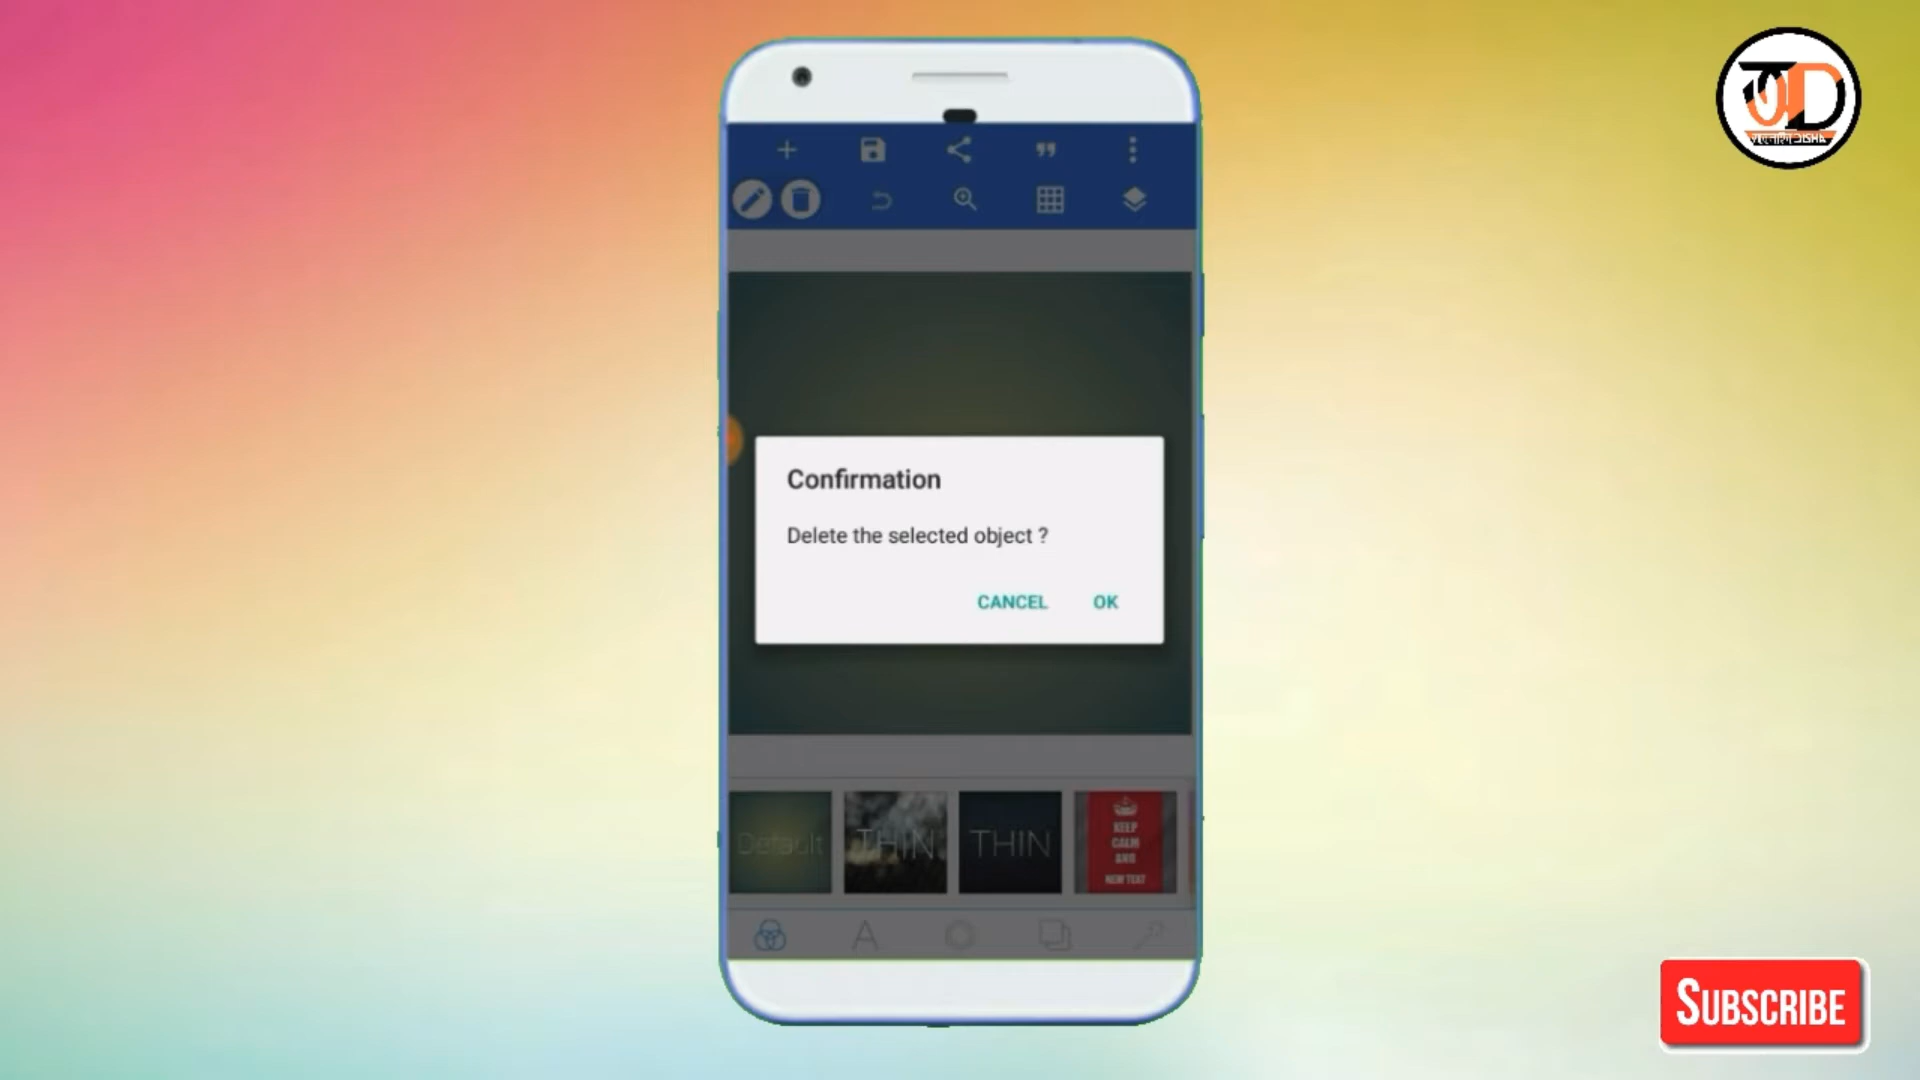 Confirmation
Delete the selected object ?
CANCEL OK
Default
THIN
THIN
KEEP
CALM
AND
NEW TEXT
A
SUBSCRIBE